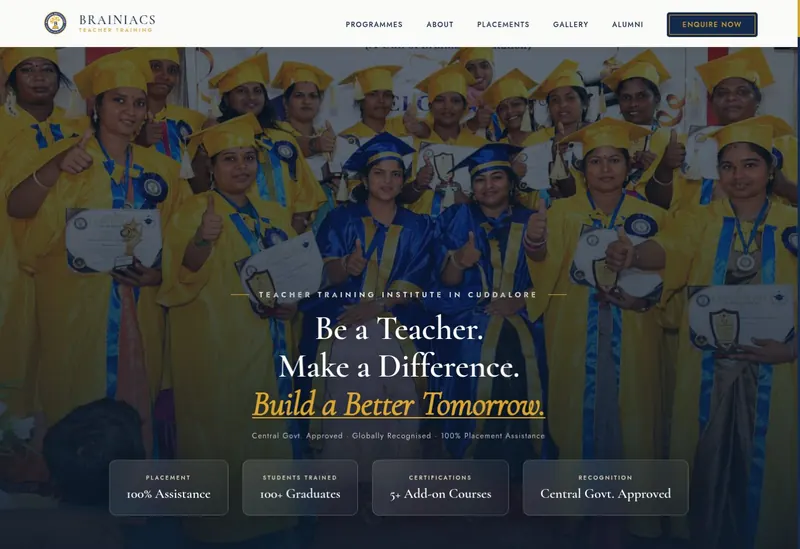 BRAINIACS
TEACHER TRAINING
PROGRAMMES
ABOUT
PLACEMENTS
GALLERY
ALUMNI
ENQUIRE NOW
TEACHER TRAINING INSTITUTE IN CUDDALORE
Be a Teacher.
Make a Difference.
Build a Better Tomorrow.
Central Govt. Approved · Globally Recognised · 100% Placement Assistance
PLACEMENT
100% Assistance
STUDENTS TRAINED
100+ Graduates
CERTIFICATIONS
5+ Add-on Courses
RECOGNITION
Central Govt. Approved